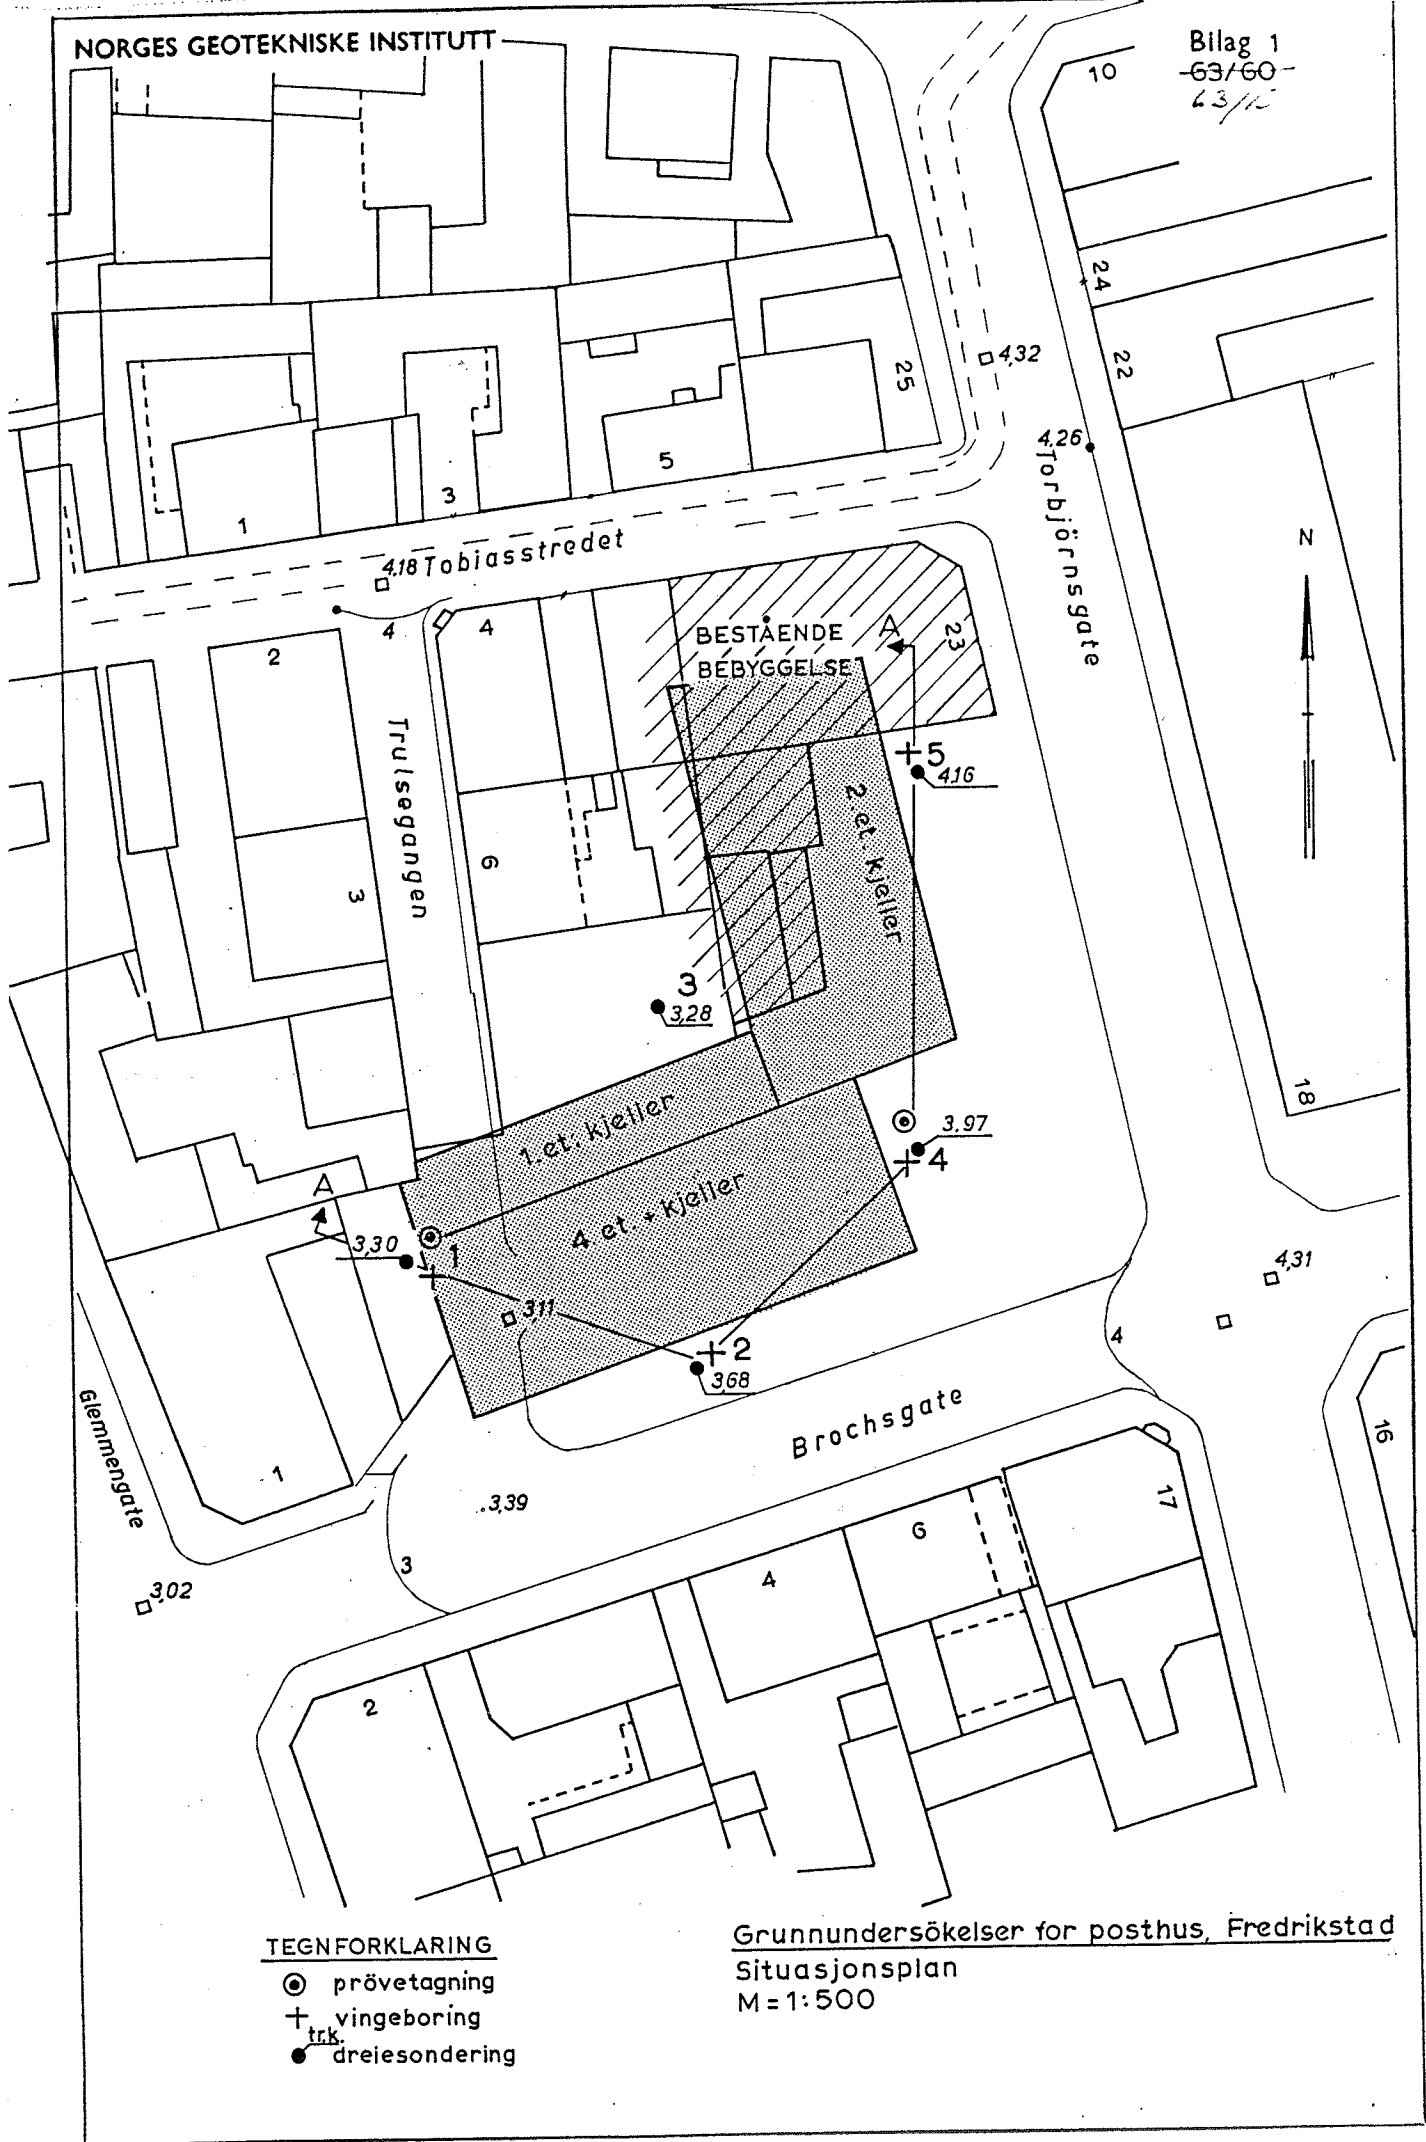 NORGES GEOTEKNISKE INSTITUTT
Bilag 1
63/60
10
24
22
4,32
25
4,26
5
3
1
4.18 Tobiasstredet
Torbjörnsgate
N
4
4
2
BESTÅENDE
BEBYGGELSE
A
23
Trulsegangen
5
4.16
2. et. kjeller
6
3
3
3,28
18
1. et. kjeller
3.97
4
4 et. + kjeller
A
3,30
1
3,11
4,31
2
3,68
4
Brochsgate
Glemmengate
1
3,39
16
17
6
4
3
3,02
2
TEGNFORKLARING
prövetagning
vingeboring
tr.k.
dreiesondering
Grunnundersökelser for posthus, Fredrikstad
Situasjonsplan
M = 1:500